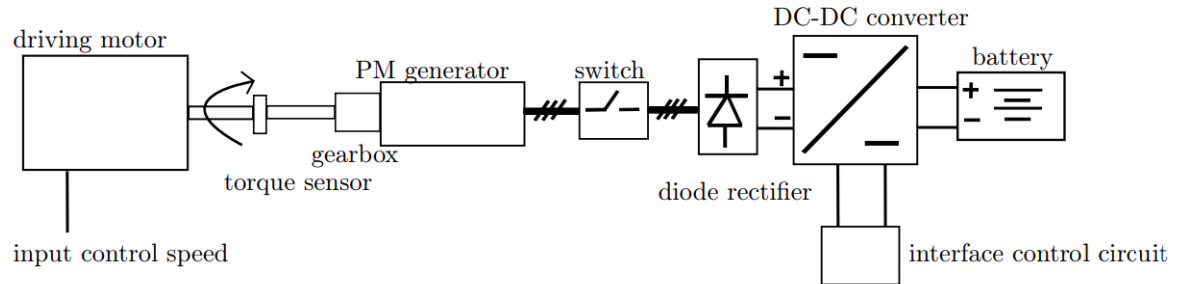 DC-DC converter
driving motor
PM generator
switch
battery
+
−
+
−
gearbox
torque sensor
diode rectifier
input control speed
interface control circuit